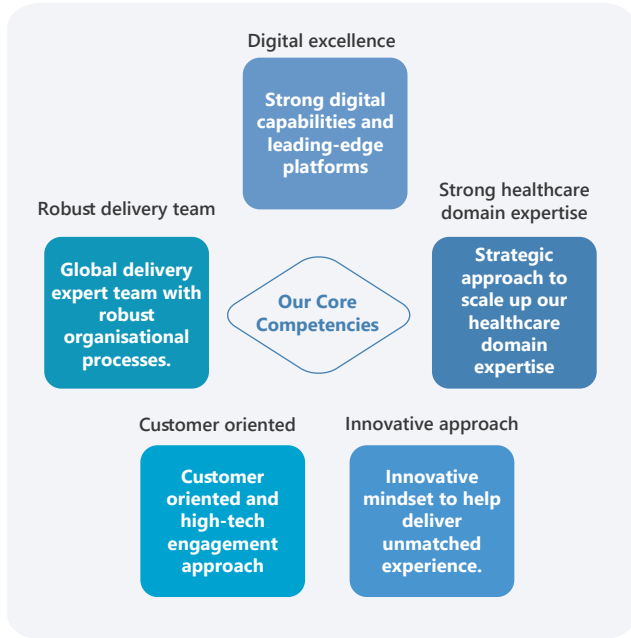 Digital excellence
Strong digital
capabilities and
leading-edge
platforms
Robust delivery team
Global delivery
expert team with
robust
organisational
processes.
Our Core
Competencies
Strong healthcare
domain expertise
Strategic
approach to
scale up our
healthcare
domain
expertise
Customer oriented
Customer
oriented and
high-tech
engagement
approach
Innovative approach
Innovative
mindset to help
deliver
unmatched
experience.